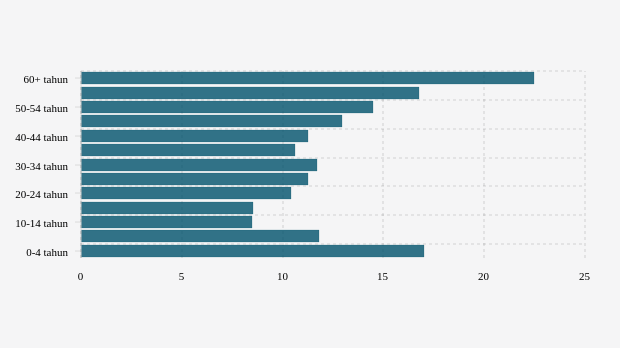 60+ tahun
50-54 tahun
40-44 tahun
30-34 tahun
20-24 tahun
10-14 tahun
0-4 tahun
0 5 10 15 20 25